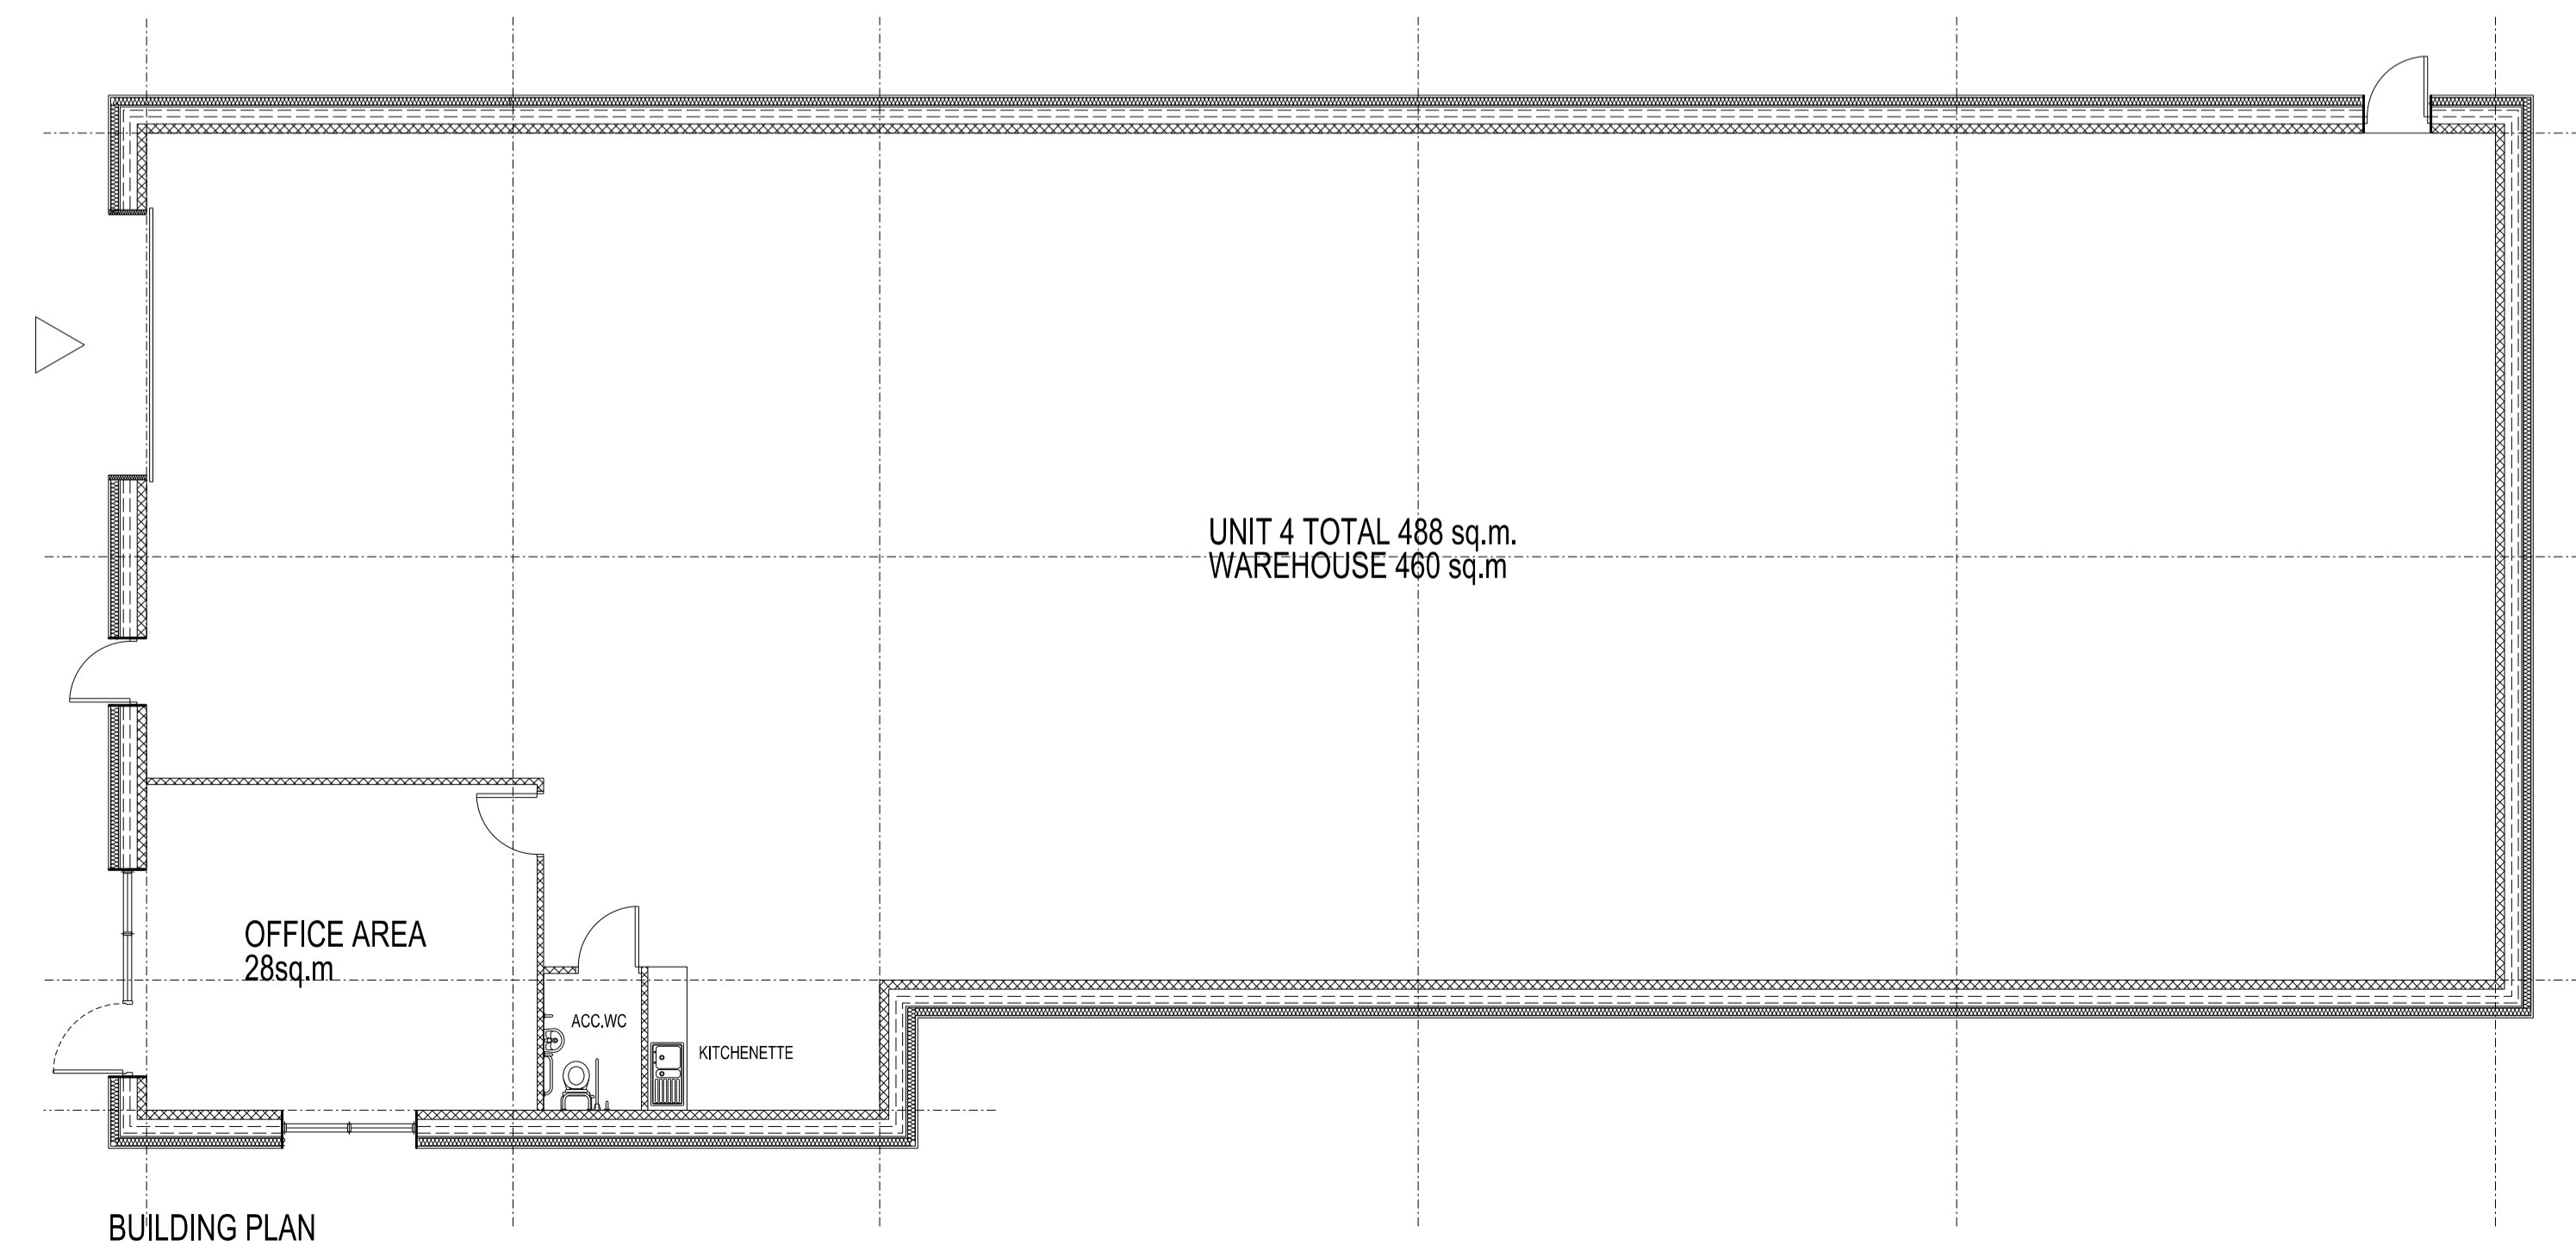 UNIT 4 TOTAL 488 sq.m.
WAREHOUSE 460 sq.m
OFFICE AREA
28sq.m
ACC.WC
KITCHENETTE
BUILDING PLAN